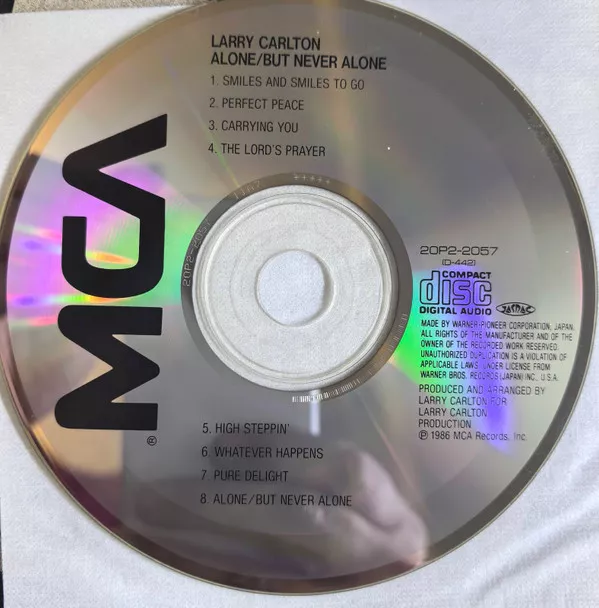 LARRY CARLTON
ALONE/BUT NEVER ALONE
1. SMILES AND SMILES TO GO
2. PERFECT PEACE
3. CARRYING YOU
4. THE LORD'S PRAYER
MCA
®
20P2-2057
20P2-2057
(D-442)
COMPACT
disc
DIGITAL AUDIO
JASRAC
MADE BY WARNER-PIONEER CORPORATION, JAPAN.
ALL RIGHTS OF THE MANUFACTURER AND OF THE
OWNER OF THE RECORDED WORK RESERVED.
UNAUTHORIZED DUPLICATION IS A VIOLATION OF
APPLICABLE LAWS. UNDER LICENSE FROM
WARNER BROS. RECORDS (JAPAN) INC., U.S.A.
PRODUCED AND ARRANGED BY
LARRY CARLTON FOR
LARRY CARLTON
PRODUCTION
℗ 1986 MCA Records, Inc.
5. HIGH STEPPIN'
6. WHATEVER HAPPENS
7. PURE DELIGHT
8. ALONE/BUT NEVER ALONE